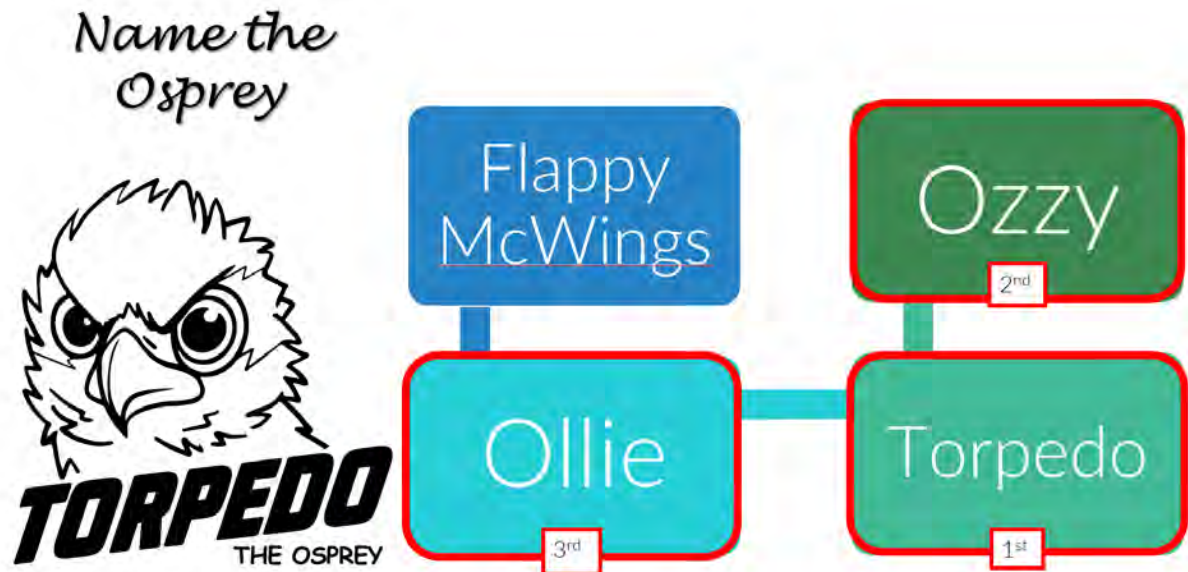 Name the
Osprey
Flappy
McWings
Ozzy
2nd
Ollie
3rd
Torpedo
1st
TORPEDO
THE OSPREY